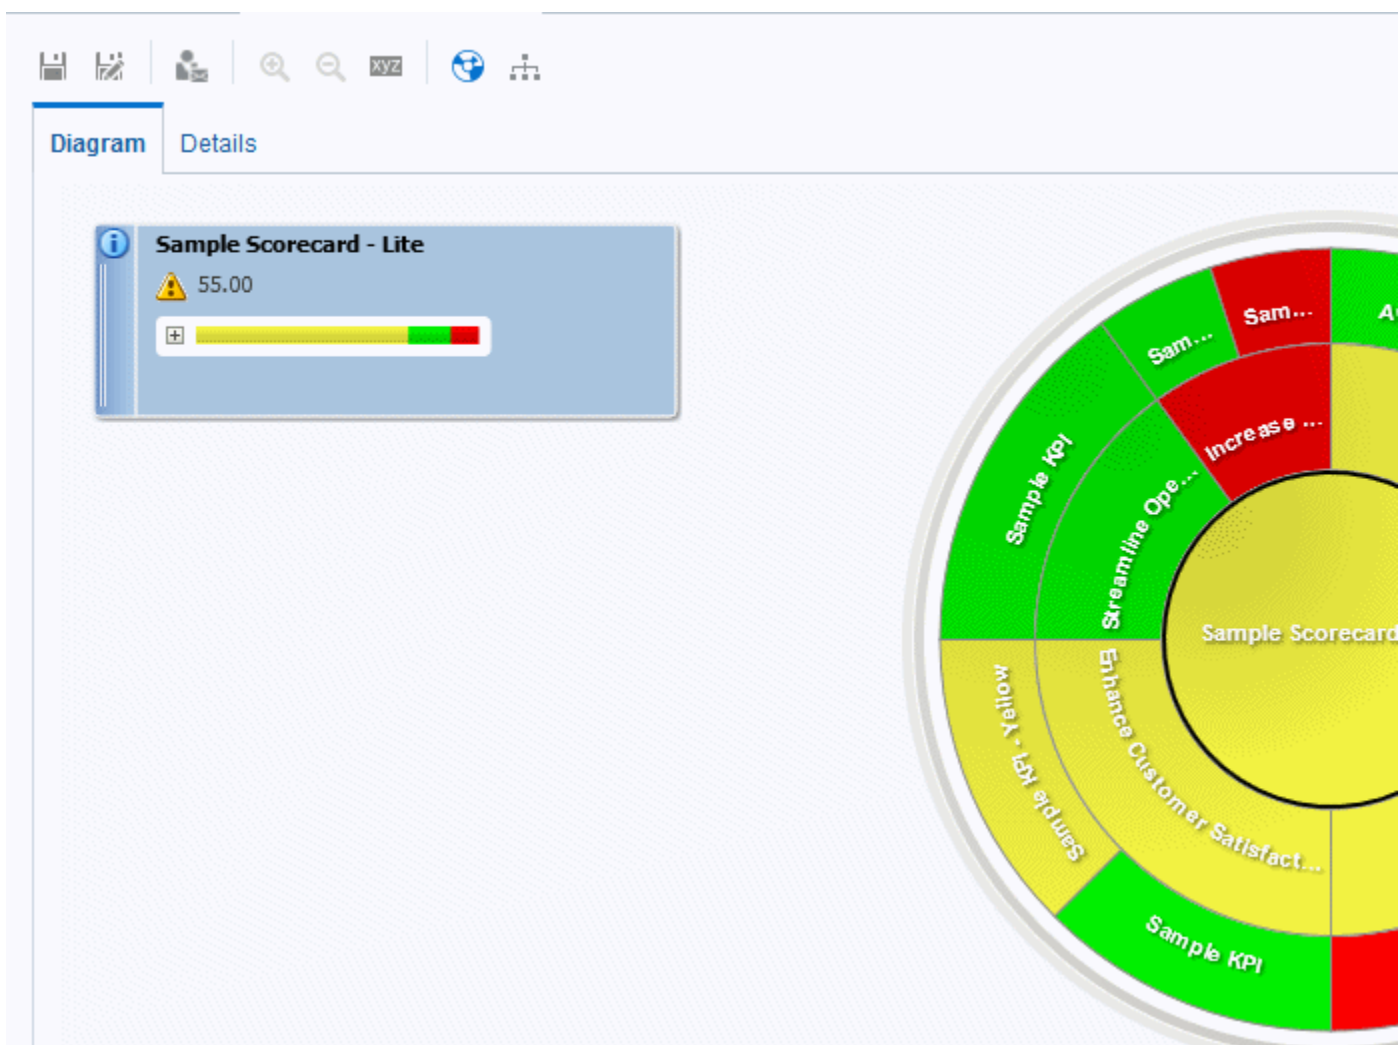 xyz
Diagram
Details
Sample Scorecard - Lite
55.00
Sam...
Sam...
Sample KPI
Increase ...
Streamline Ope...
Sample Scorecard
Enhance Customer Satisfact...
Sample KPI - Yellow
Sample KPI